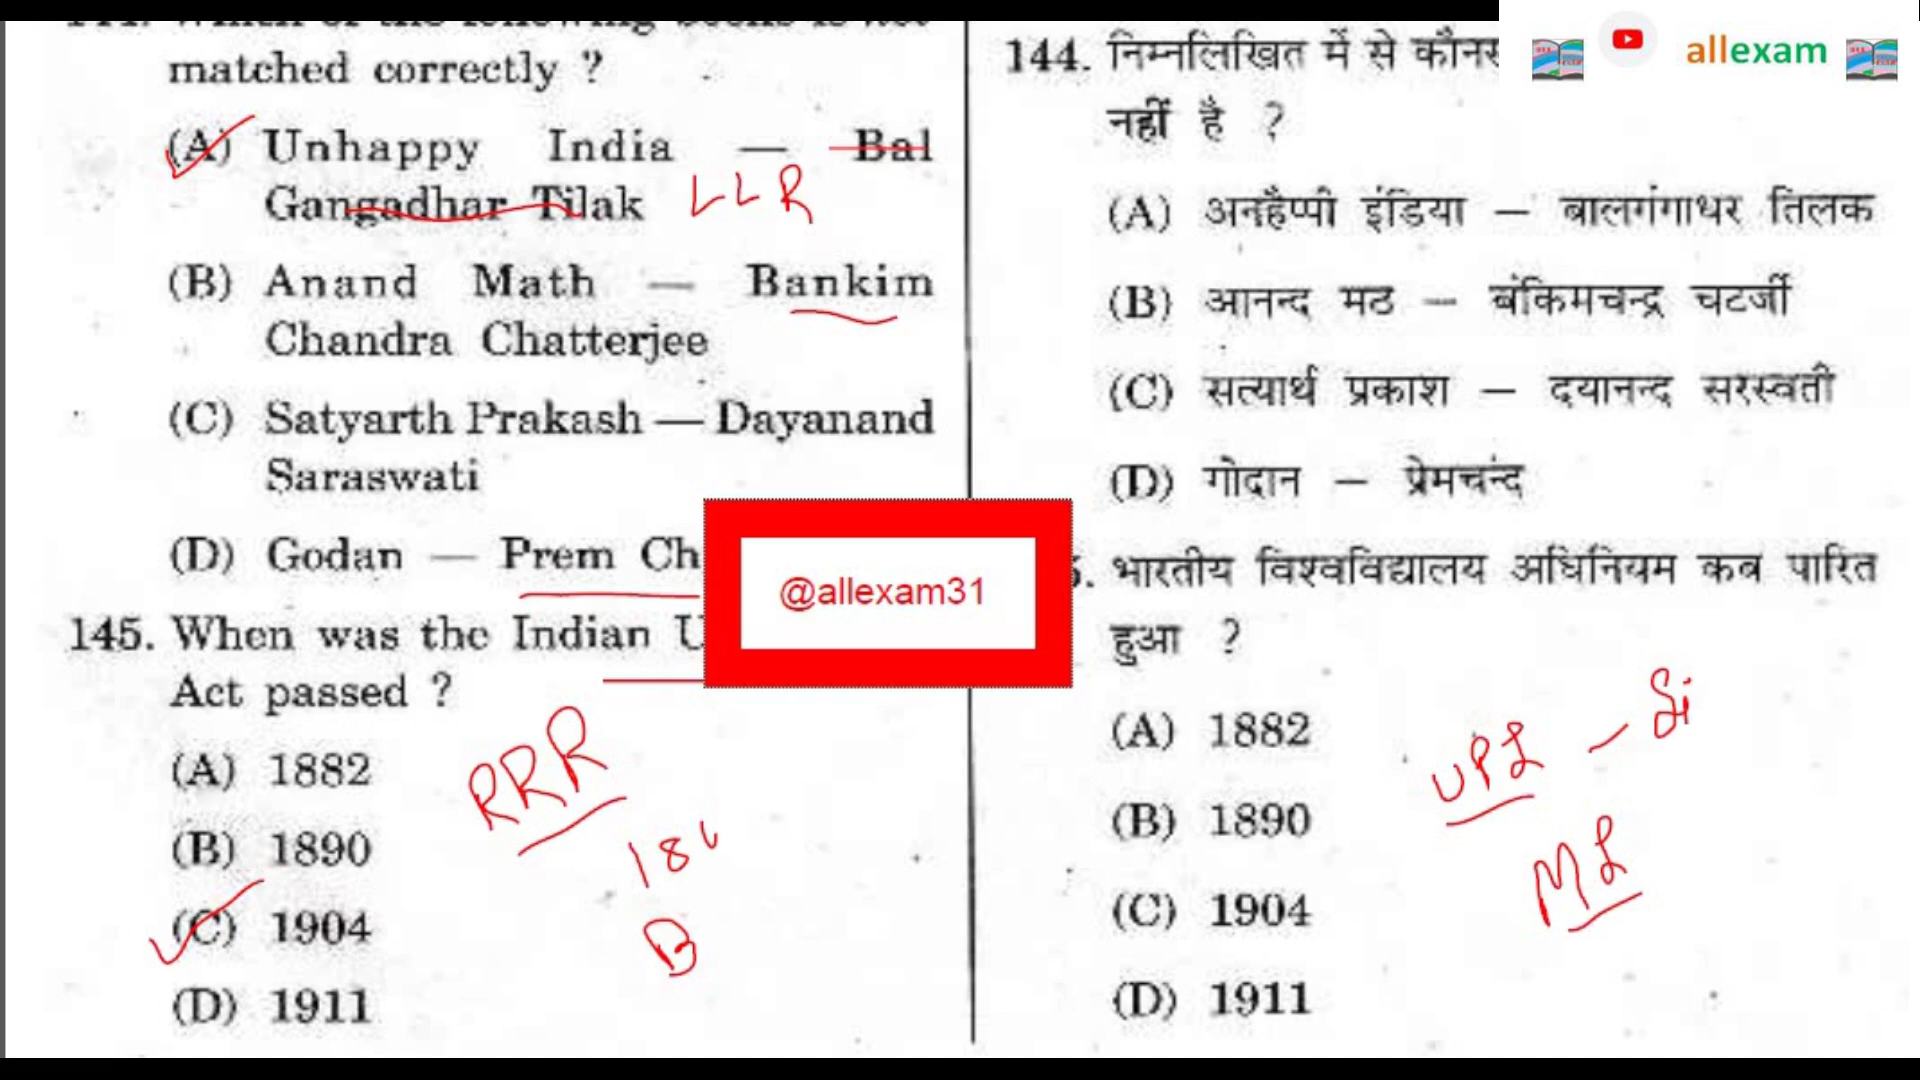 matched correctly ?
(A) Unhappy India — Bal
Gangadhar Tilak
LLR
(B) Anand Math — Bankim
Chandra Chatterjee
(C) Satyarth Prakash — Dayanand
Saraswati
(D) Godan — Prem Ch
145. When was the Indian U
Act passed ?
(A) 1882
(B) 1890
(C) 1904
(D) 1911
RRR
18
B
@allexam31
allexam
144. निम्नलिखित में से
नहीं है ?
(A) अनहैप्पी इंडिया – बालगंगाधर तिलक
(B) आनन्द मठ – बंकिमचन्द्र चटर्जी
(C) सत्यार्थ प्रकाश – दयानन्द सरस्वती
(D) गोदान – प्रेमचंद
5. भारतीय विश्वविद्यालय अधिनियम कब पारित
हुआ ?
(A) 1882
(B) 1890
(C) 1904
(D) 1911